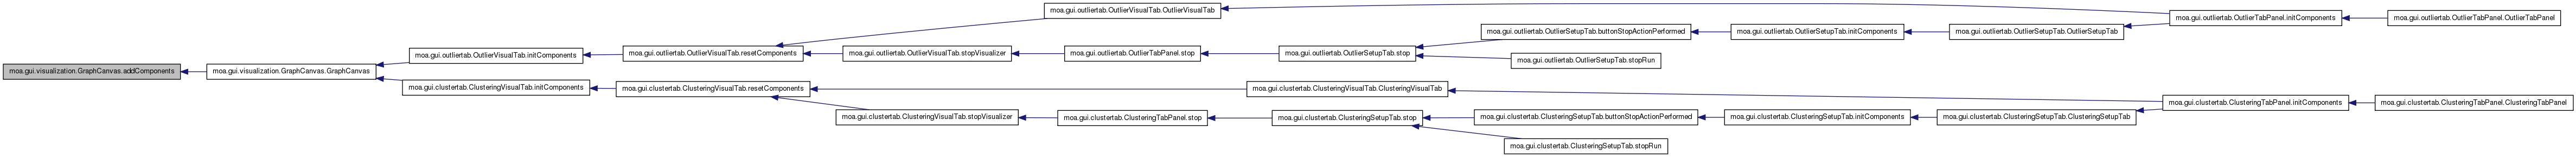 moa.gui.outliertab.OutlierVisualTab.OutlierVisualTab
moa.gui.outliertab.OutlierTabPanel.initComponents
moa.gui.outliertab.OutlierTabPanel.OutlierTabPanel
moa.gui.outliertab.OutlierSetupTab.buttonStopActionPerformed
moa.gui.outliertab.OutlierSetupTab.initComponents
moa.gui.outliertab.OutlierSetupTab.OutlierSetupTab
moa.gui.outliertab.OutlierVisualTab.initComponents
moa.gui.outliertab.OutlierVisualTab.resetComponents
moa.gui.outliertab.OutlierVisualTab.stopVisualizer
moa.gui.outliertab.OutlierTabPanel.stop
moa.gui.outliertab.OutlierSetupTab.stop
moa.gui.outliertab.OutlierSetupTab.stopRun
moa.gui.visualization.GraphCanvas.addComponents
moa.gui.visualization.GraphCanvas.GraphCanvas
moa.gui.clustertab.ClusteringVisualTab.initComponents
moa.gui.clustertab.ClusteringVisualTab.resetComponents
moa.gui.clustertab.ClusteringVisualTab.ClusteringVisualTab
moa.gui.clustertab.ClusteringTabPanel.initComponents
moa.gui.clustertab.ClusteringTabPanel.ClusteringTabPanel
moa.gui.clustertab.ClusteringVisualTab.stopVisualizer
moa.gui.clustertab.ClusteringTabPanel.stop
moa.gui.clustertab.ClusteringSetupTab.stop
moa.gui.clustertab.ClusteringSetupTab.buttonStopActionPerformed
moa.gui.clustertab.ClusteringSetupTab.initComponents
moa.gui.clustertab.ClusteringSetupTab.ClusteringSetupTab
moa.gui.clustertab.ClusteringSetupTab.stopRun